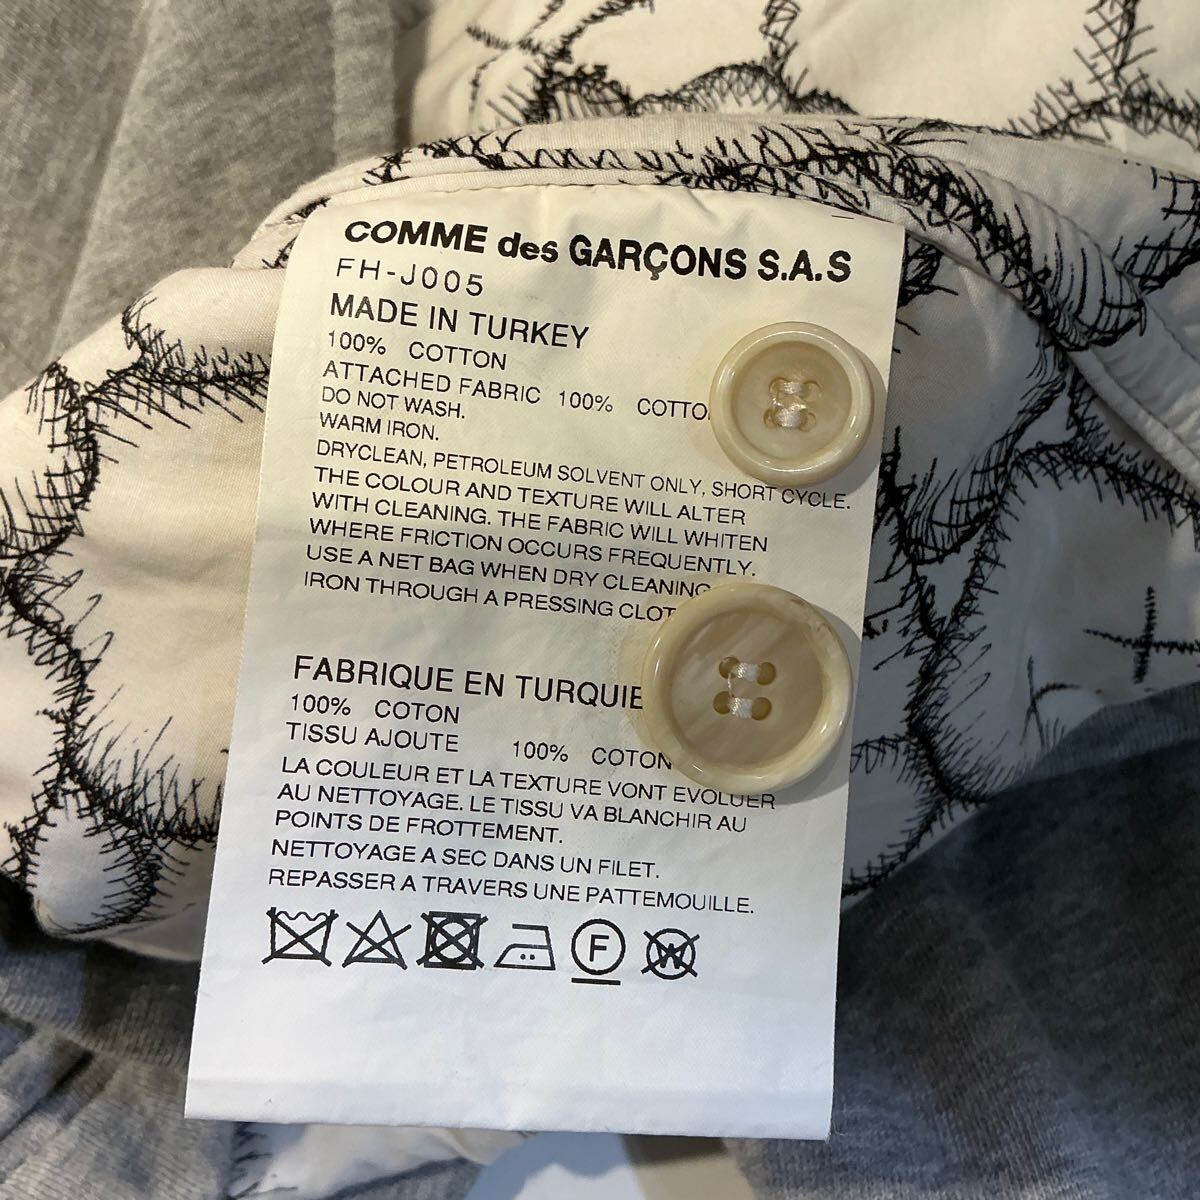 COMME des GARÇONS S.A.S
FH-J005
MADE IN TURKEY
100% COTTON
ATTACHED FABRIC 100% COTTO
DO NOT WASH.
WARM IRON.
DRYCLEAN, PETROLEUM SOLVENT ONLY, SHORT CYCLE.
THE COLOUR AND TEXTURE WILL ALTER
WITH CLEANING. THE FABRIC WILL WHITEN
WHERE FRICTION OCCURS FREQUENTLY.
USE A NET BAG WHEN DRY CLEANING
IRON THROUGH A PRESSING CLOT
FABRIQUE EN TURQUIE
100% COTON
TISSU AJOUTE 100% COTON
LA COULEUR ET LA TEXTURE VONT EVOLUER
AU NETTOYAGE. LE TISSU VA BLANCHIR AU
POINTS DE FROTTEMENT.
NETTOYAGE A SEC DANS UN FILET.
REPASSER A TRAVERS UNE PATTEMOUILLE.
F W